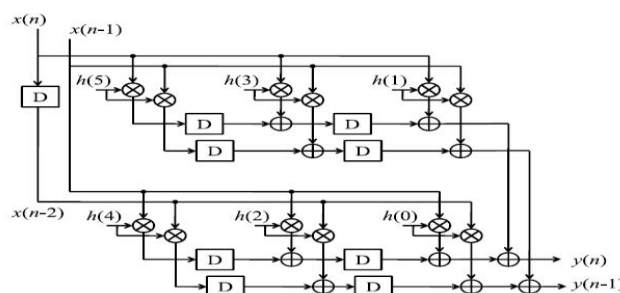 x(n) x(n-1)
h(5) h(3) h(1)
D
D D
D D
x(n-2) h(4) h(2) h(0)
D D y(n)
D D y(n-1)